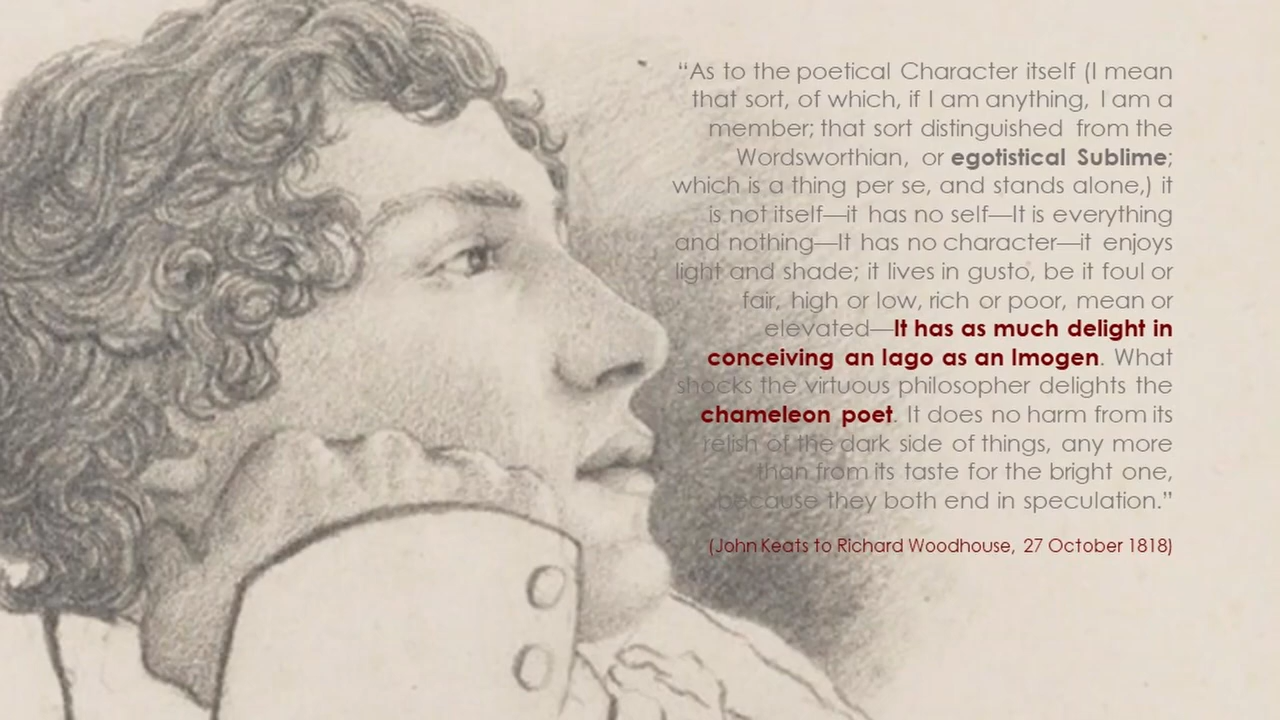 “As to the poetical Character itself (I mean
that sort, of which, if I am anything, I am a
member; that sort distinguished from the
Wordsworthian, or egotistical Sublime;
which is a thing per se, and stands alone,) it
is not itself—it has no self—It is everything
and nothing—It has no character—it enjoys
light and shade; it lives in gusto, be it foul or
fair, high or low, rich or poor, mean or
elevated—It has as much delight in
conceiving an Iago as an Imogen. What
shocks the virtuous philosopher delights the
chameleon poet. It does no harm from its
relish of the dark side of things, any more
than from its taste for the bright one,
because they both end in speculation.”
(John Keats to Richard Woodhouse, 27 October 1818)